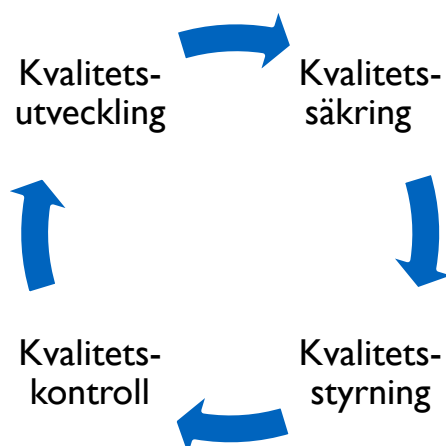 Kvalitets-
utveckling
Kvalitets-
säkring
Kvalitets-
kontroll
Kvalitets-
styrning